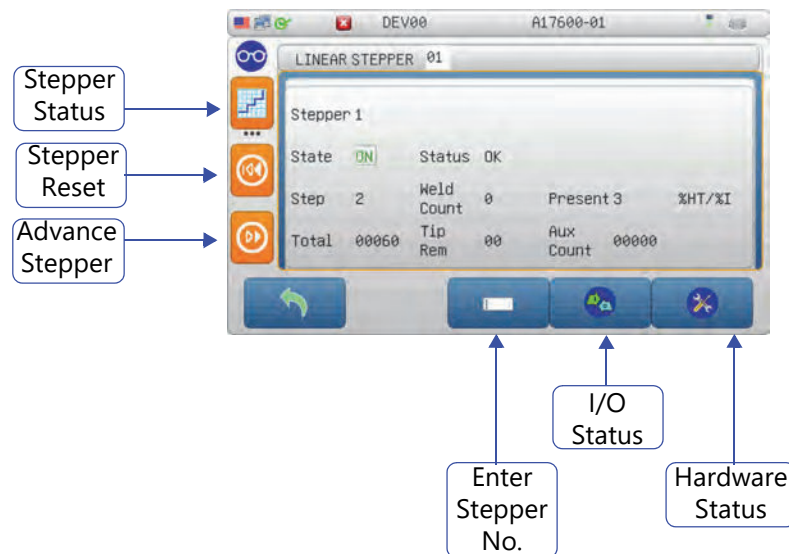 DEV00 A17600-01
LINEAR STEPPER 01
Stepper
Status
Stepper 1
State ON Status OK
Stepper
Reset
Step 2 Weld Count 0 Present 3 %HT/%I
Advance
Stepper
Total 00060 Tip Rem 00 Aux Count 00000
I/O
Status
Enter
Stepper
No.
Hardware
Status